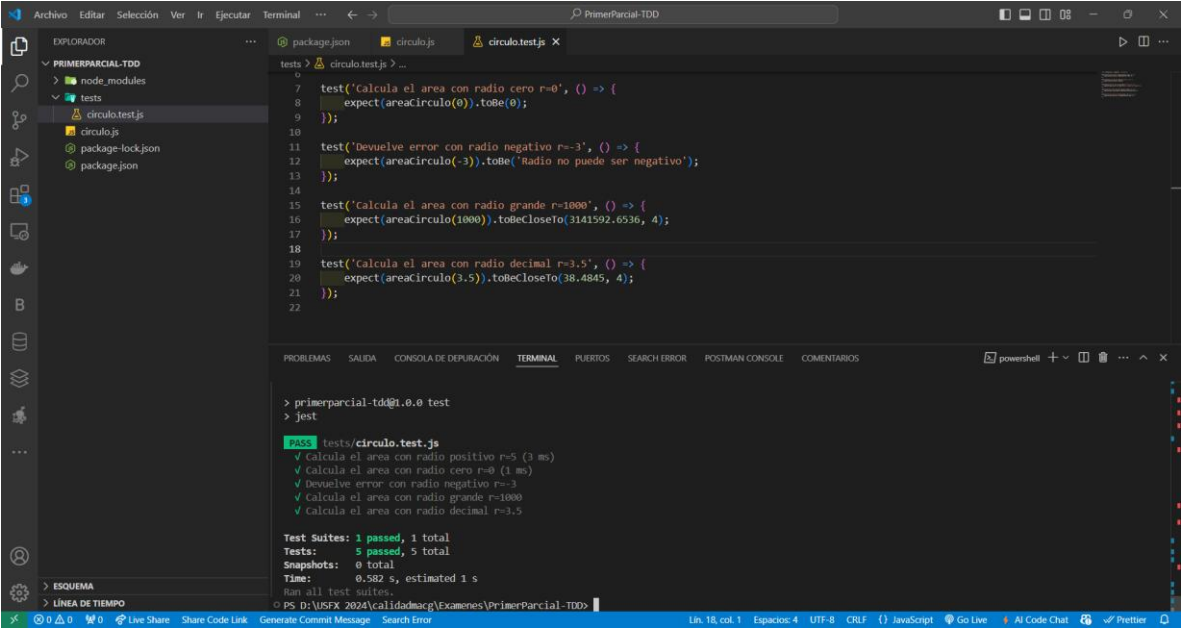 Archivo Editar Selección Ver Ir Ejecutar Terminal ··· PrimerParcial-TDD
EXPLORADOR ···
PRIMERPARCIAL-TDD
node_modules
tests
circulo.test.js
circulo.js
package-lock.json
package.json
ESQUEMA
LÍNEA DE TIEMPO
package.json circulo.js circulo.test.js
tests > circulo.test.js > ...
6
7 test('Calcula el area con radio cero r=0', () => {
8 expect(areaCirculo(0)).toBe(0);
9 });
10
11 test('Devuelve error con radio negativo r=-3', () => {
12 expect(areaCirculo(-3)).toBe('Radio no puede ser negativo');
13 });
14
15 test('Calcula el area con radio grande r=1000', () => {
16 expect(areaCirculo(1000)).toBeCloseTo(3141592.6536, 4);
17 });
18
19 test('Calcula el area con radio decimal r=3.5', () => {
20 expect(areaCirculo(3.5)).toBeCloseTo(38.4845, 4);
21 });
22
PROBLEMAS SALIDA CONSOLA DE DEPURACIÓN TERMINAL PUERTOS SEARCH ERROR POSTMAN CONSOLE COMENTARIOS powershell
> primerparcial-tdd@1.0.0 test
> jest
PASS tests/circulo.test.js
√ Calcula el area con radio positivo r=5 (3 ms)
√ Calcula el area con radio cero r=0 (1 ms)
√ Devuelve error con radio negativo r=-3
√ Calcula el area con radio grande r=1000
√ Calcula el area con radio decimal r=3.5
Test Suites: 1 passed, 1 total
Tests: 5 passed, 5 total
Snapshots: 0 total
Time: 0.582 s, estimated 1 s
Ran all test suites.
PS D:\USFX 2024\calidadmacg\Examenes\PrimerParcial-TDD>
0 0 0 Live Share Share Code Link Generate Commit Message Search Error Lín. 18, col. 1 Espacios: 4 UTF-8 CRLF {} JavaScript Go Live AI Code Chat Prettier